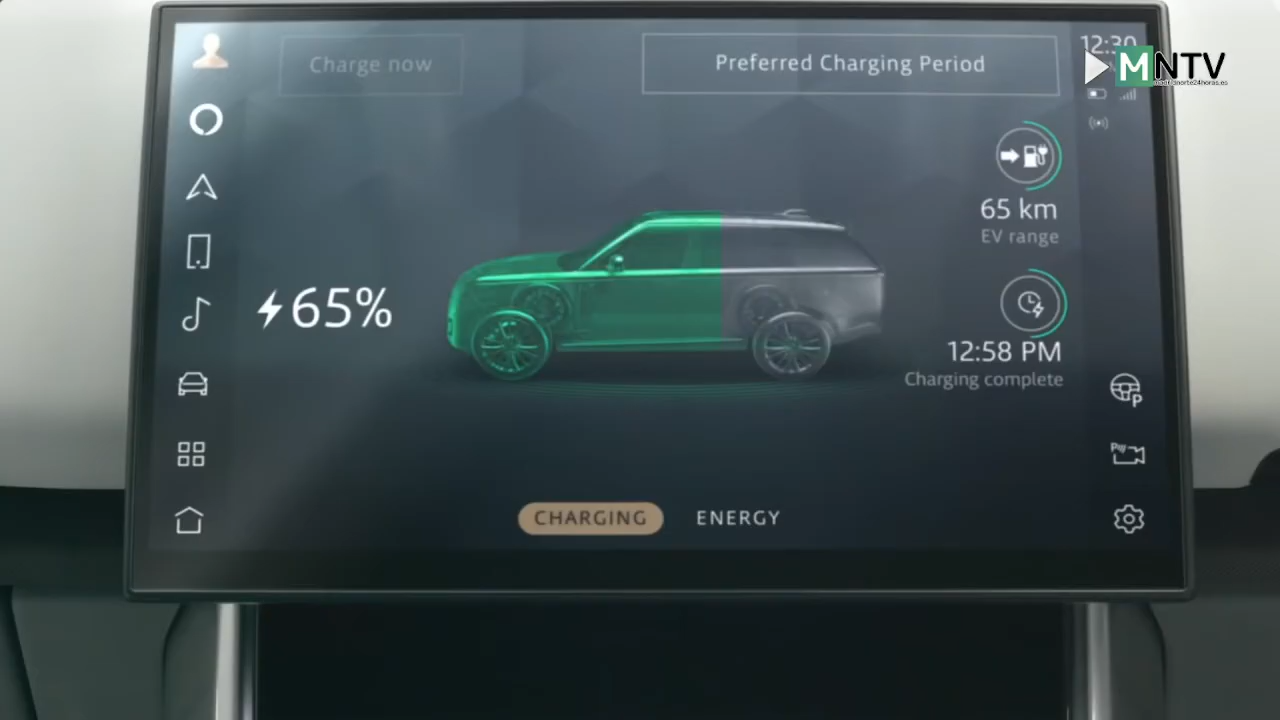 Charge now
Preferred Charging Period
12:30
MNTV
65 km
EV range
65%
12:58 PM
Charging complete
P
CHARGING
ENERGY